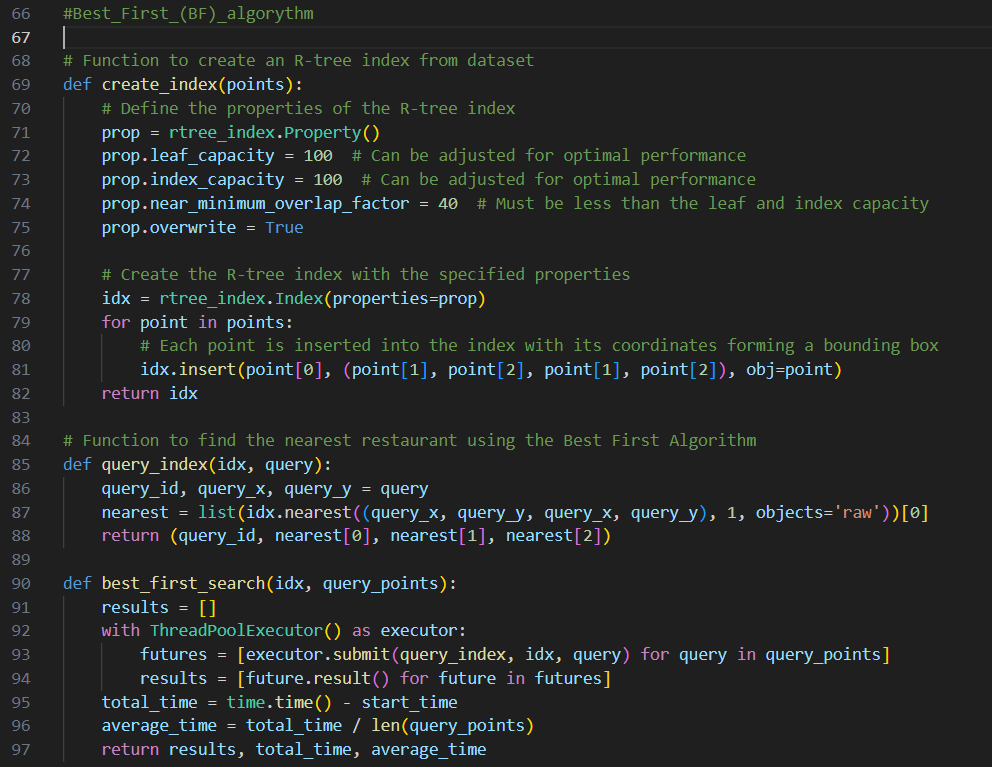 66 #Best_First_(BF)_algorythm
67
68 # Function to create an R-tree index from dataset
69 def create_index(points):
70     # Define the properties of the R-tree index
71     prop = rtree_index.Property()
72     prop.leaf_capacity = 100  # Can be adjusted for optimal performance
73     prop.index_capacity = 100  # Can be adjusted for optimal performance
74     prop.near_minimum_overlap_factor = 40  # Must be less than the leaf and index capacity
75     prop.overwrite = True
76
77     # Create the R-tree index with the specified properties
78     idx = rtree_index.Index(properties=prop)
79     for point in points:
80         # Each point is inserted into the index with its coordinates forming a bounding box
81         idx.insert(point[0], (point[1], point[2], point[1], point[2]), obj=point)
82     return idx
83
84 # Function to find the nearest restaurant using the Best First Algorithm
85 def query_index(idx, query):
86     query_id, query_x, query_y = query
87     nearest = list(idx.nearest((query_x, query_y, query_x, query_y), 1, objects='raw'))[0]
88     return (query_id, nearest[0], nearest[1], nearest[2])
89
90 def best_first_search(idx, query_points):
91     results = []
92     with ThreadPoolExecutor() as executor:
93         futures = [executor.submit(query_index, idx, query) for query in query_points]
94         results = [future.result() for future in futures]
95     total_time = time.time() - start_time
96     average_time = total_time / len(query_points)
97     return results, total_time, average_time